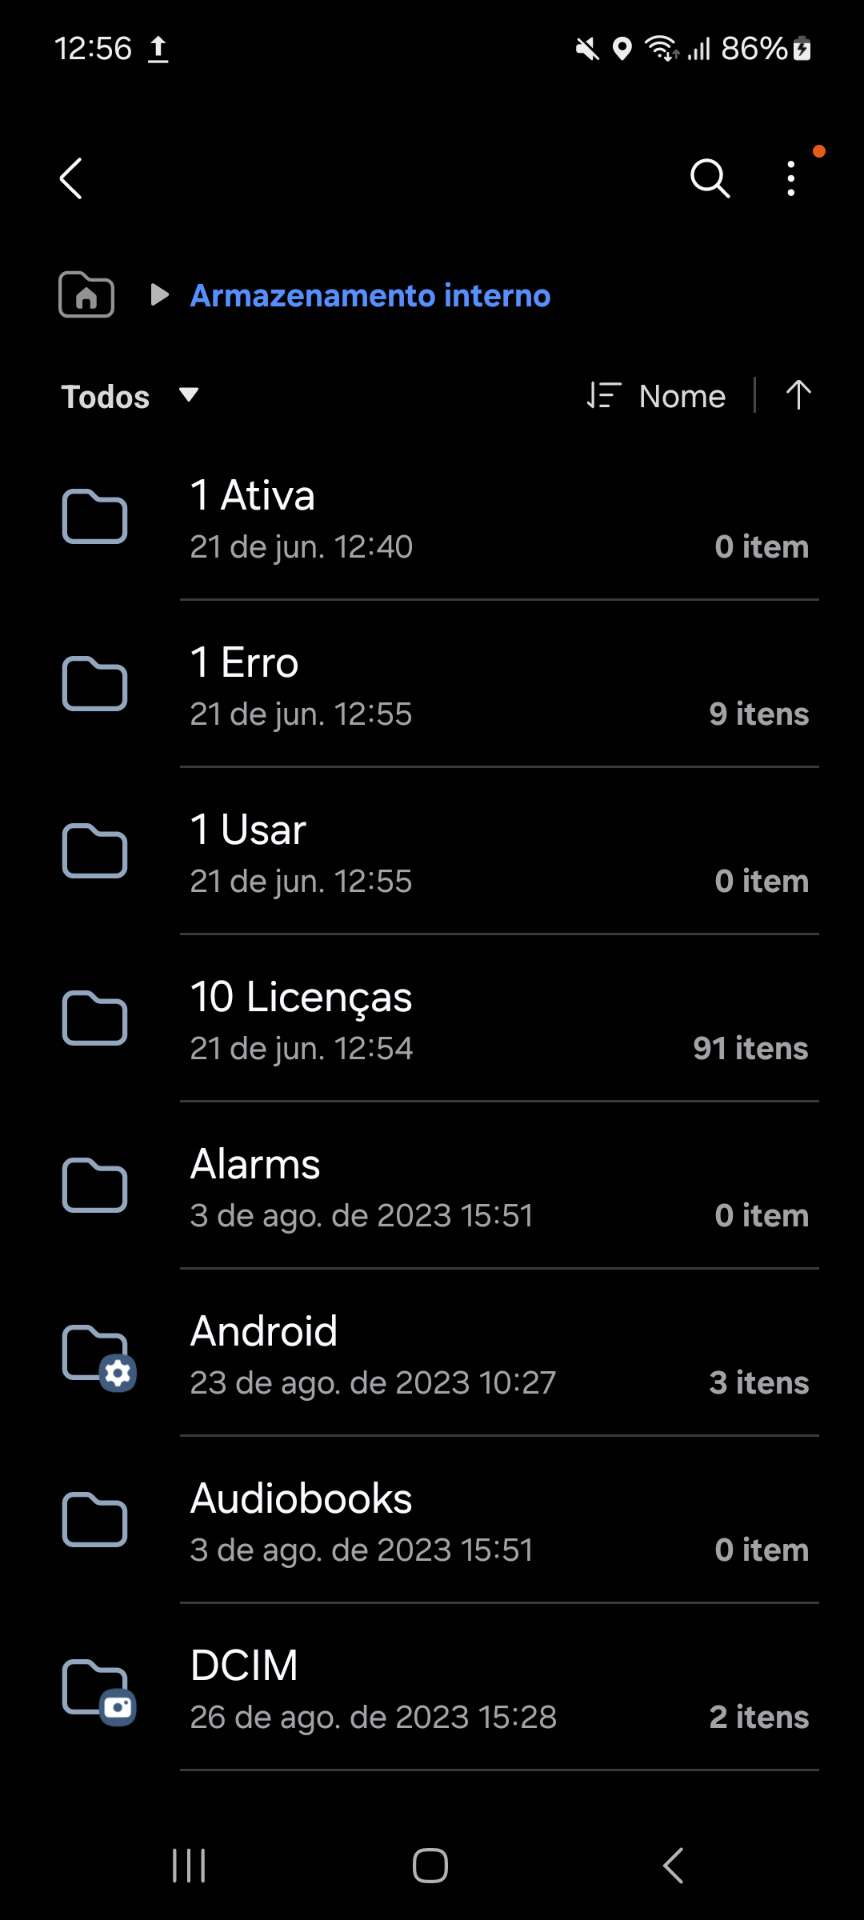 12:56 86%
Armazenamento interno
Todos Nome
1 Ativa
21 de jun. 12:40 0 item
1 Erro
21 de jun. 12:55 9 itens
1 Usar
21 de jun. 12:55 0 item
10 Licenças
21 de jun. 12:54 91 itens
Alarms
3 de ago. de 2023 15:51 0 item
Android
23 de ago. de 2023 10:27 3 itens
Audiobooks
3 de ago. de 2023 15:51 0 item
DCIM
26 de ago. de 2023 15:28 2 itens